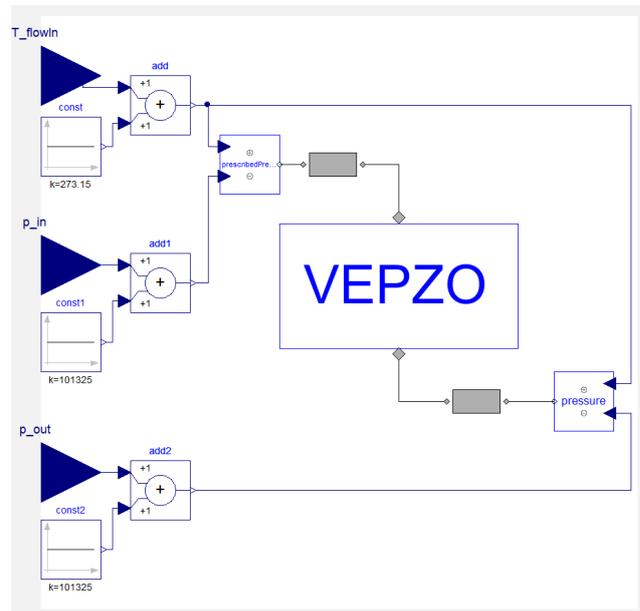 T_flowIn
add
+1
+
+1
const
k=273.15
prescribedPre...
p_in
add1
+1
+
+1
const1
k=101325
VEPZO
pressure
p_out
add2
+1
+
+1
const2
k=101325